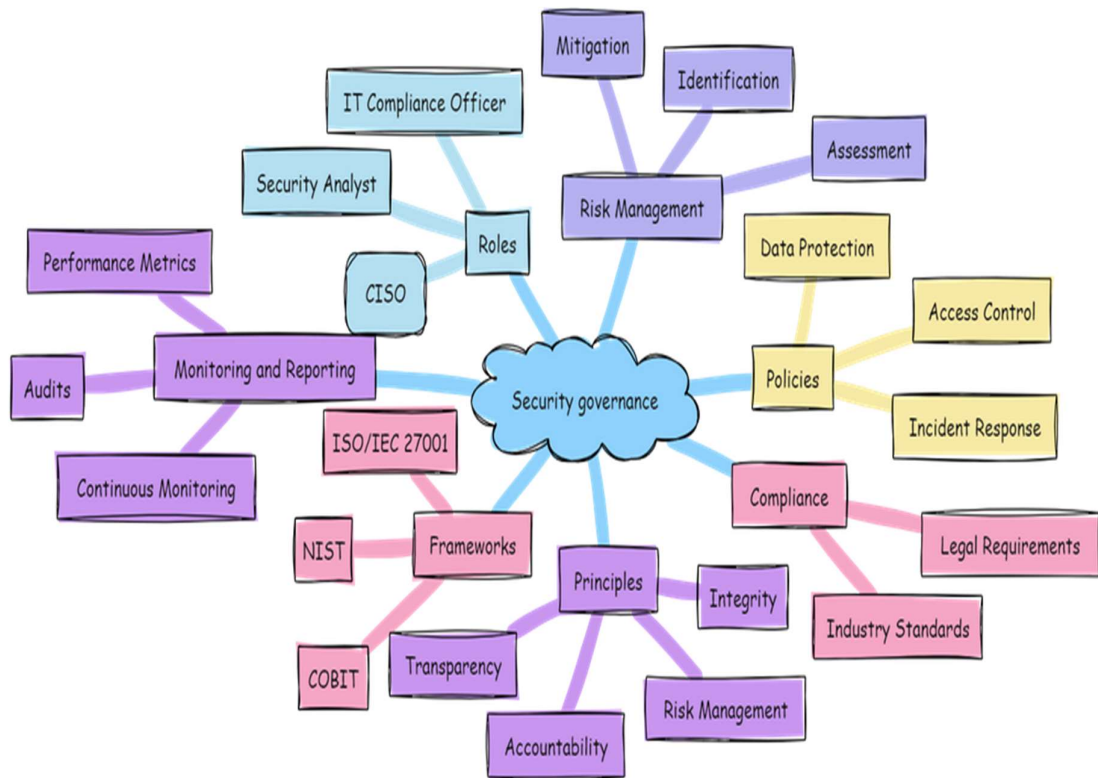 Mitigation
Identification
IT Compliance Officer
Assessment
Security Analyst
Risk Management
Roles
Data Protection
Performance Metrics
CISO
Access Control
Monitoring and Reporting
Audits
Policies
Security governance
Incident Response
ISO/IEC 27001
Continuous Monitoring
Compliance
Legal Requirements
NIST
Frameworks
Principles
Integrity
Industry Standards
Transparency
COBIT
Risk Management
Accountability